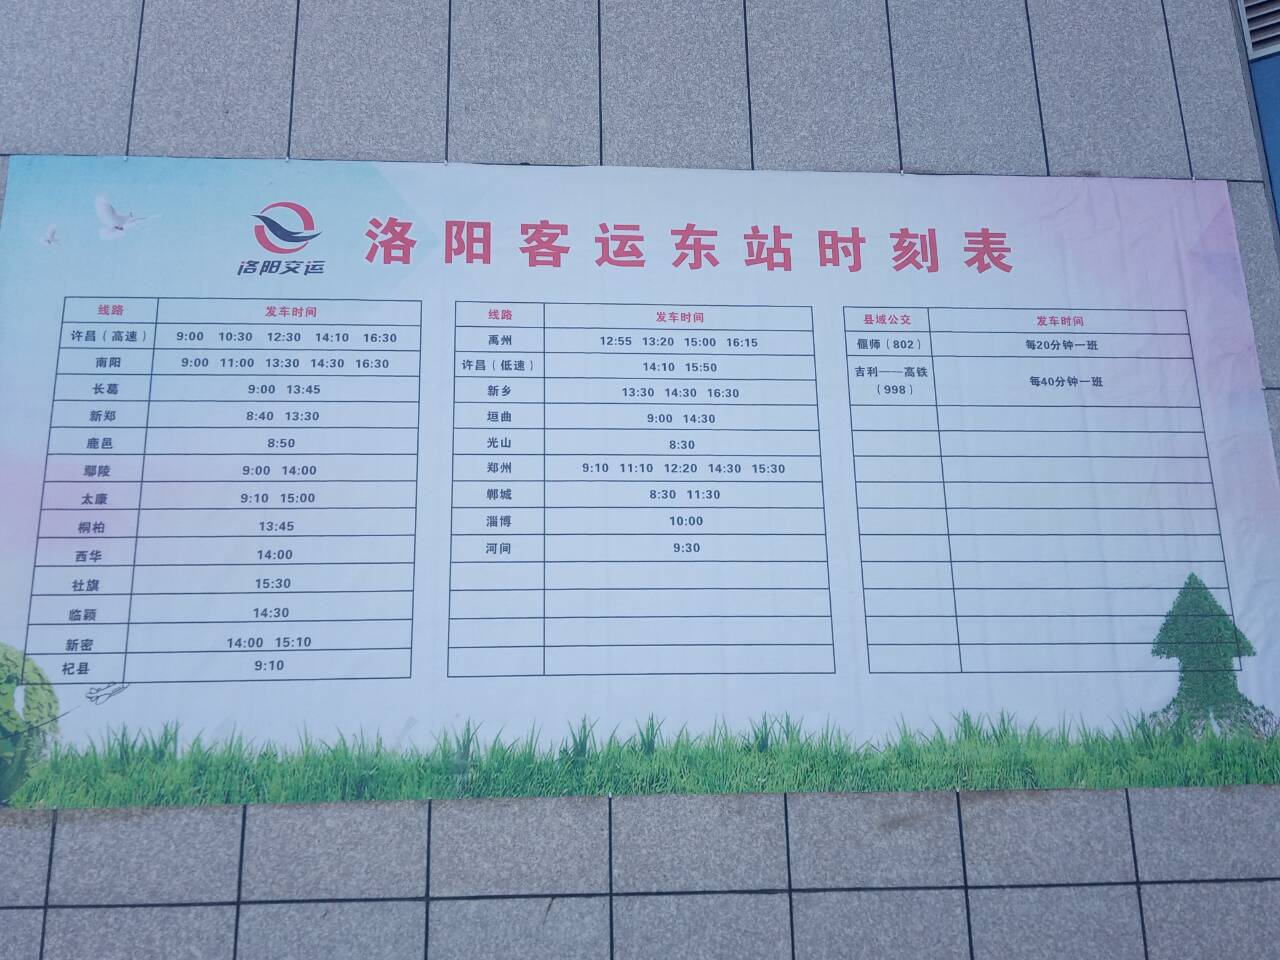 洛阳交运
洛阳客运东站时刻表
线路 发车时间
许昌（高速） 9:00 10:30 12:30 14:10 16:30
南阳 9:00 11:00 13:30 14:30 16:30
长葛 9:00 13:45
新郑 8:40 13:30
鹿邑 8:50
鄢陵 9:00 14:00
太康 9:10 15:00
桐柏 13:45
西华 14:00
社旗 15:30
临颍 14:30
新密 14:00 15:10
杞县 9:10
线路 发车时间
禹州 12:55 13:20 15:00 16:15
许昌（低速） 14:10 15:50
新乡 13:30 14:30 16:30
垣曲 9:00 14:30
光山 8:30
郑州 9:10 11:10 12:20 14:30 15:30
郸城 8:30 11:30
淄博 10:00
河间 9:30
县域公交 发车时间
偃师（802） 每20分钟一班
吉利——高铁
（998） 每40分钟一班